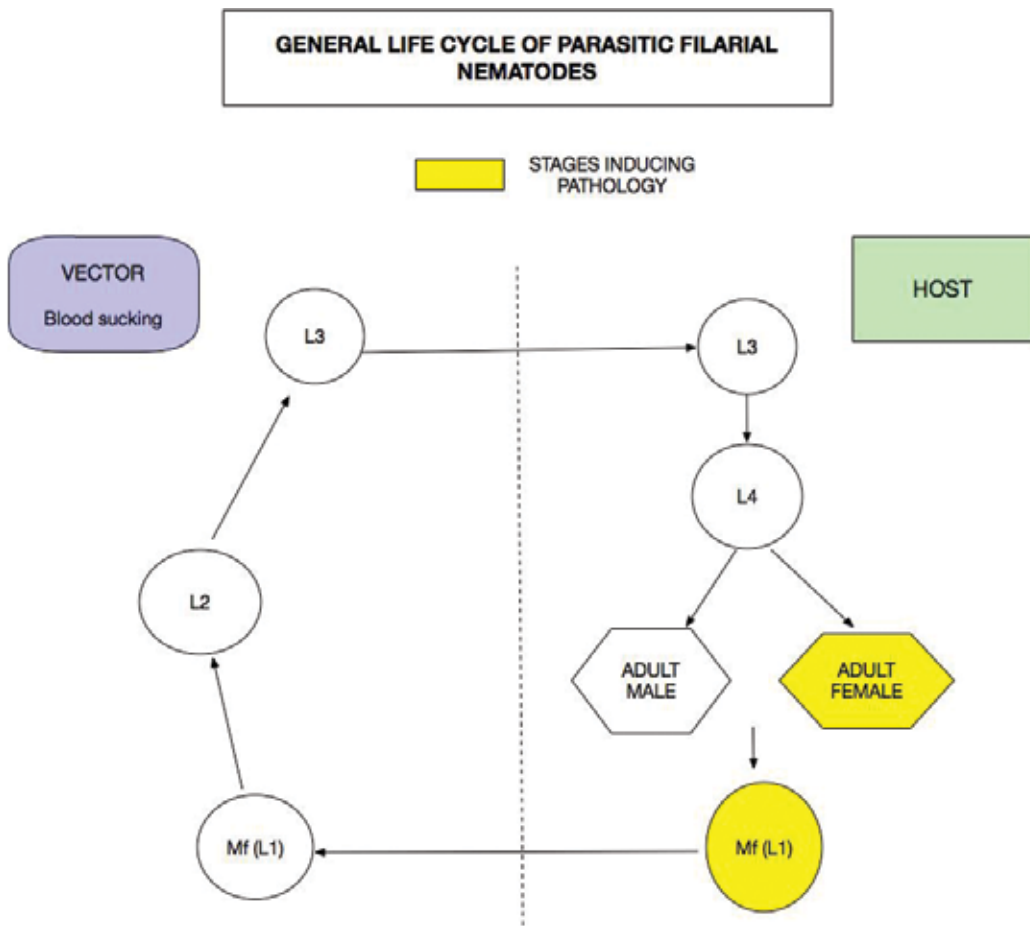 GENERAL LIFE CYCLE OF PARASITIC FILARIAL
NEMATODES
STAGES INDUCING
PATHOLOGY
VECTOR
Blood sucking
HOST
L3
L3
L4
L2
ADULT
MALE
ADULT
FEMALE
Mf (L1)
Mf (L1)